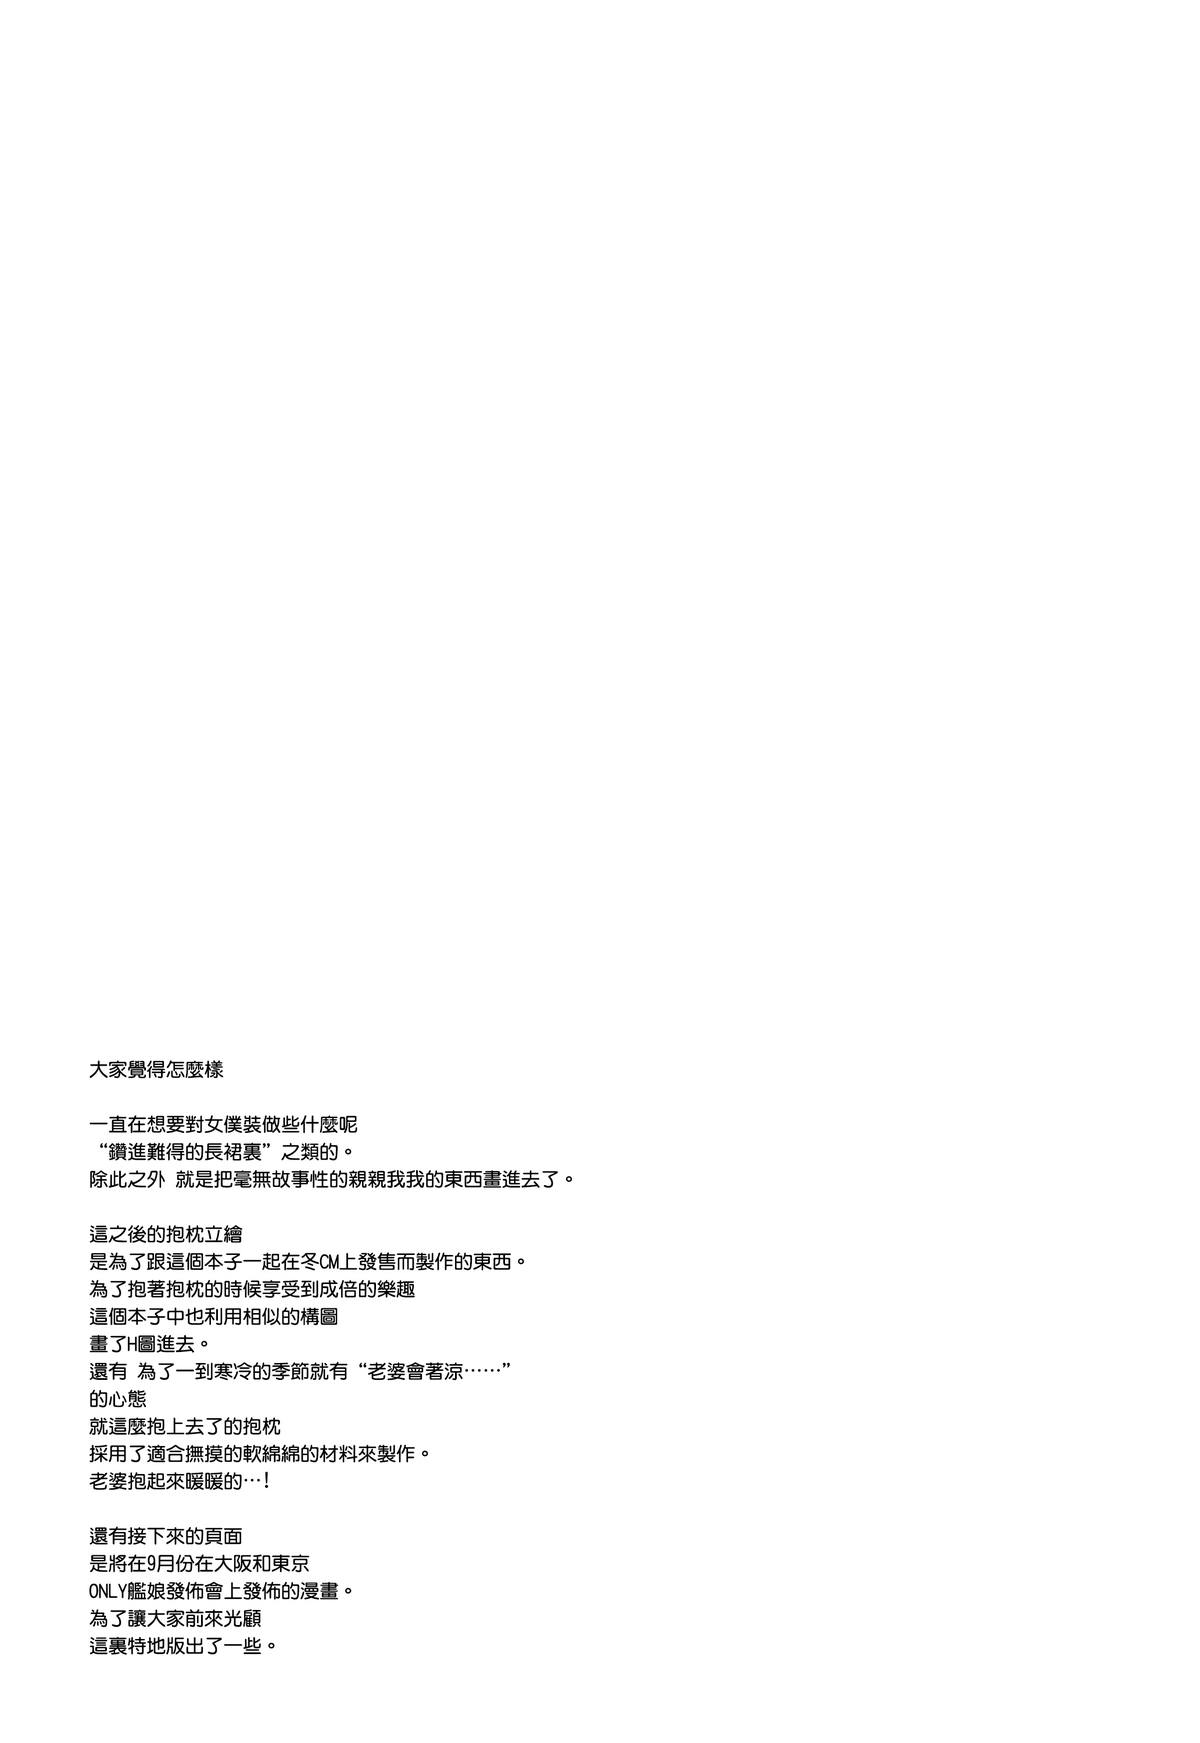 大家覺得怎麼樣
一直在想要對女僕裝做些什麼呢
“鑽進難得的長裙裏”之類的。
除此之外 就是把毫無故事性的親親我我的東西畫進去了。
這之後的抱枕立繪
是為了跟這個本子一起在冬CM上發售而製作的東西。
為了抱著抱枕的時候享受到成倍的樂趣
這個本子中也利用相似的構圖
畫了H圖進去。
還有 為了一到寒冷的季節就有“老婆會著涼……”
的心態
就這麼抱上去了的抱枕
採用了適合撫摸的軟綿綿的材料來製作。
老婆抱起來暖暖的…!
還有接下來的頁面
是將在9月份在大阪和東京
ONLY艦娘發佈會上發佈的漫畫。
為了讓大家前來光顧
這裏特地版出了一些。